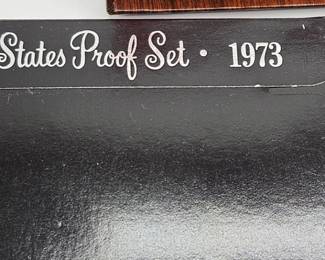 States Proof Set · 1973